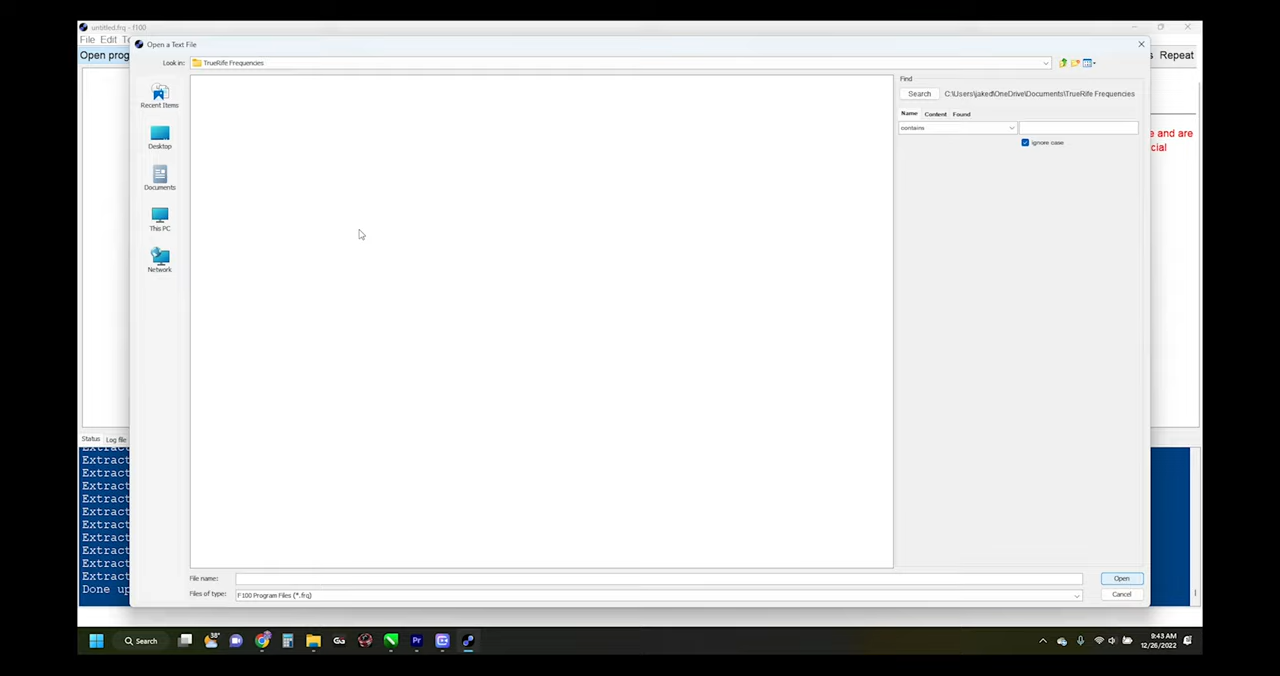 untitled.frq - f100
File Edit
Open a Text File
Open prog
s Repeat
Look in: TrueRife Frequencies
Find
Search C:\Users\jaked\OneDrive\Documents\TrueRife Frequencies
Name Content Found
contains
ignore case
Recent Items
Desktop
Documents
This PC
Network
e and are
cial
Status Log file
Extract
Extract
Extract
Extract
Extract
Extract
Extract
Extract
Extract
Extract
Extract
Done up
File name:
Open
Files of type: F100 Program Files (*.frq)
Cancel
38°
Search
Pr
9:43 AM
12/26/2022